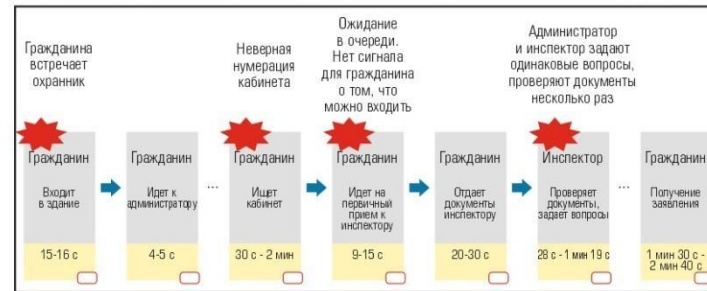 Гражданина
встречает
охранник
Неверная
нумерация
кабинета
Ожидание
в очереди.
Нет сигнала
для гражданина
о том, что
можно входить
Администратор
и инспектор задают
одинаковые вопросы,
проверяют документы
несколько раз
Гражданин
Входит
в здание
15-16 с
Гражданин
Идет к
администратору
4-5 с
...
Гражданин
Ищет
кабинет
30 с - 2 мин
Гражданин
Идет на
первичный
прием к
инспектору
9-15 с
Гражданин
Отдает
документы
инспектору
20-30 с
Инспектор
Проверяет
документы,
задает вопросы
28 с - 1 мин 19 с
...
Гражданин
Получение
заявления
1 мин 30 с -
2 мин 40 с